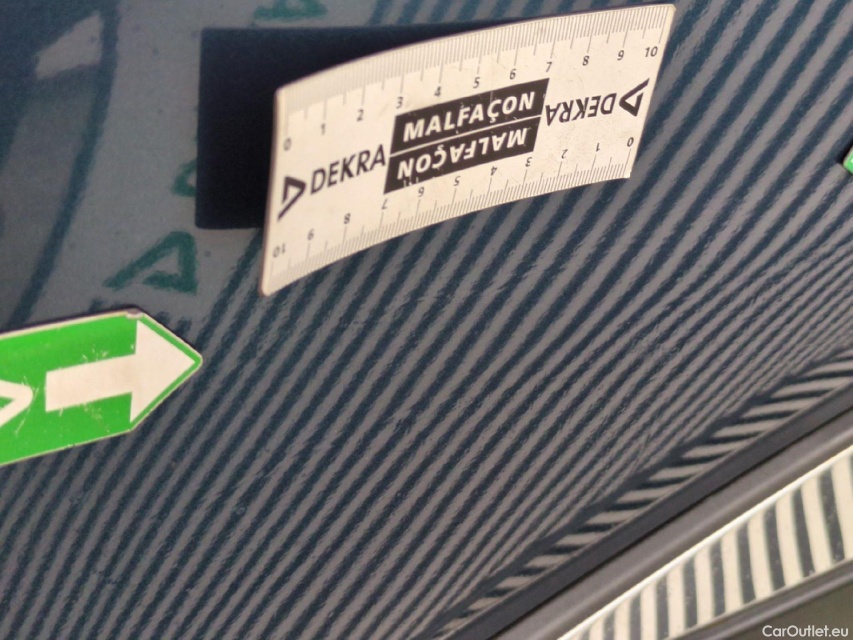 0 1 2 3 4 5 6 7 8 9 10
DEKRA MALFAÇON DEKRA
MALFAÇON
10 9 8 7 6 5 4 3 2 1 0
CarOutlet.eu